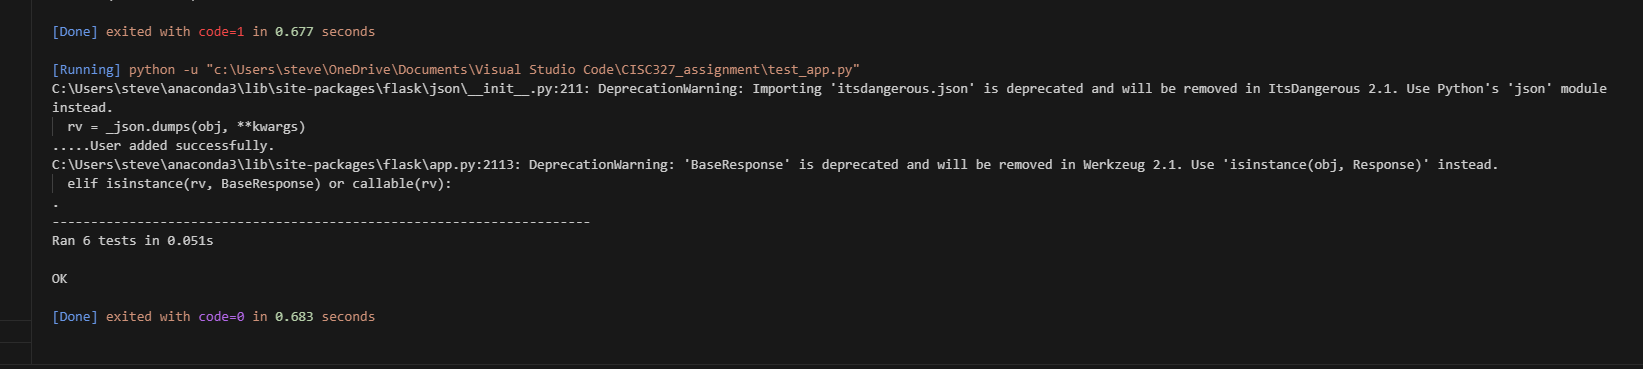 [Done] exited with code=1 in 0.677 seconds
[Running] python -u "c:\Users\steve\OneDrive\Documents\Visual Studio Code\CISC327_assignment\test_app.py"
C:\Users\steve\anaconda3\lib\site-packages\flask\json\__init__.py:211: DeprecationWarning: Importing 'itsdangerous.json' is deprecated and will be removed in ItsDangerous 2.1. Use Python's 'json' module
instead.
  rv = _json.dumps(obj, **kwargs)
.....User added successfully.
C:\Users\steve\anaconda3\lib\site-packages\flask\app.py:2113: DeprecationWarning: 'BaseResponse' is deprecated and will be removed in Werkzeug 2.1. Use 'isinstance(obj, Response)' instead.
  elif isinstance(rv, BaseResponse) or callable(rv):
.
----------------------------------------------------------------------
Ran 6 tests in 0.051s
OK
[Done] exited with code=0 in 0.683 seconds